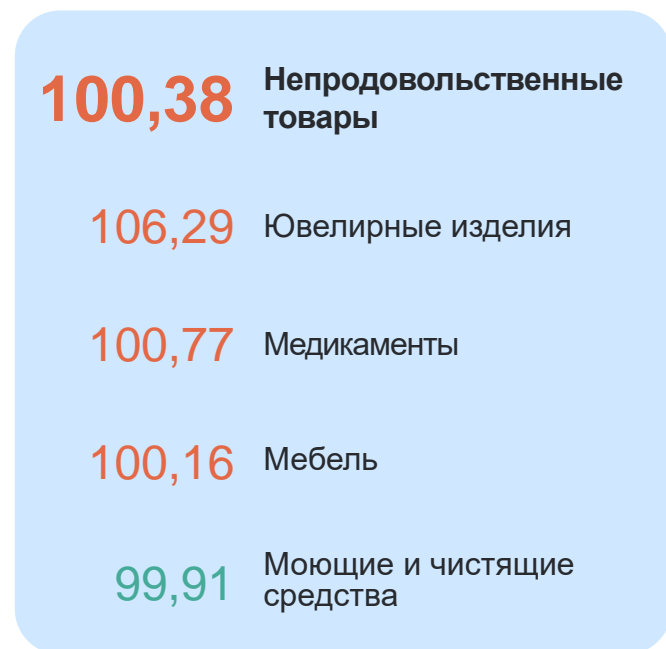 100,38 Непродовольственные
товары
106,29 Ювелирные изделия
100,77 Медикаменты
100,16 Мебель
99,91 Моющие и чистящие
средства